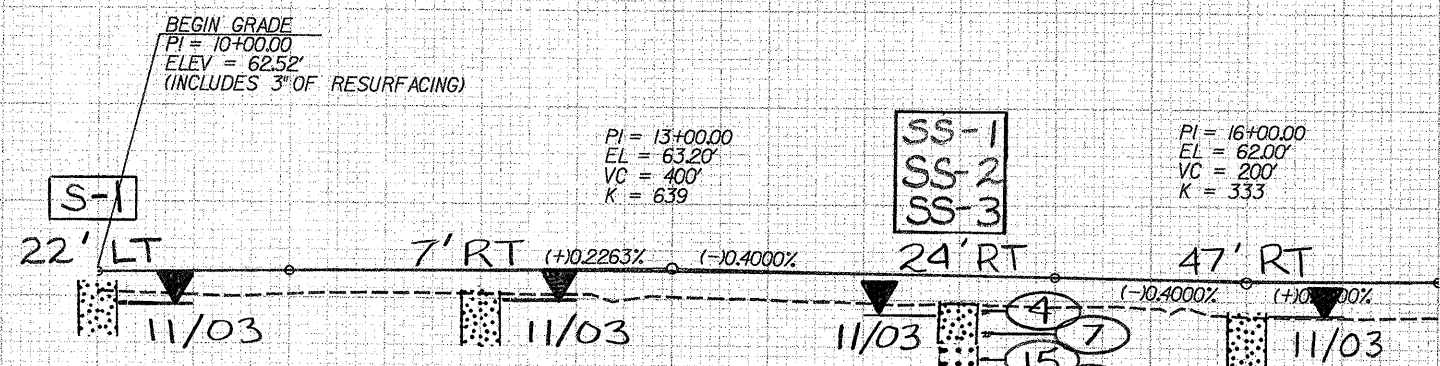 BEGIN GRADE
PI = 10+00.00
ELEV = 62.52'
(INCLUDES 3" OF RESURFACING)
PI = 13+00.00
EL = 63.20'
VC = 400'
K = 639
SS-1
SS-2
SS-3
PI = 16+00.00
EL = 62.00'
VC = 200'
K = 333
S-1
22' LT
7' RT
(+)0.2263%
(-)0.4000%
24' RT
47' RT
(-)0.4000%
11/03
11/03
11/03
4
7
15
11/03